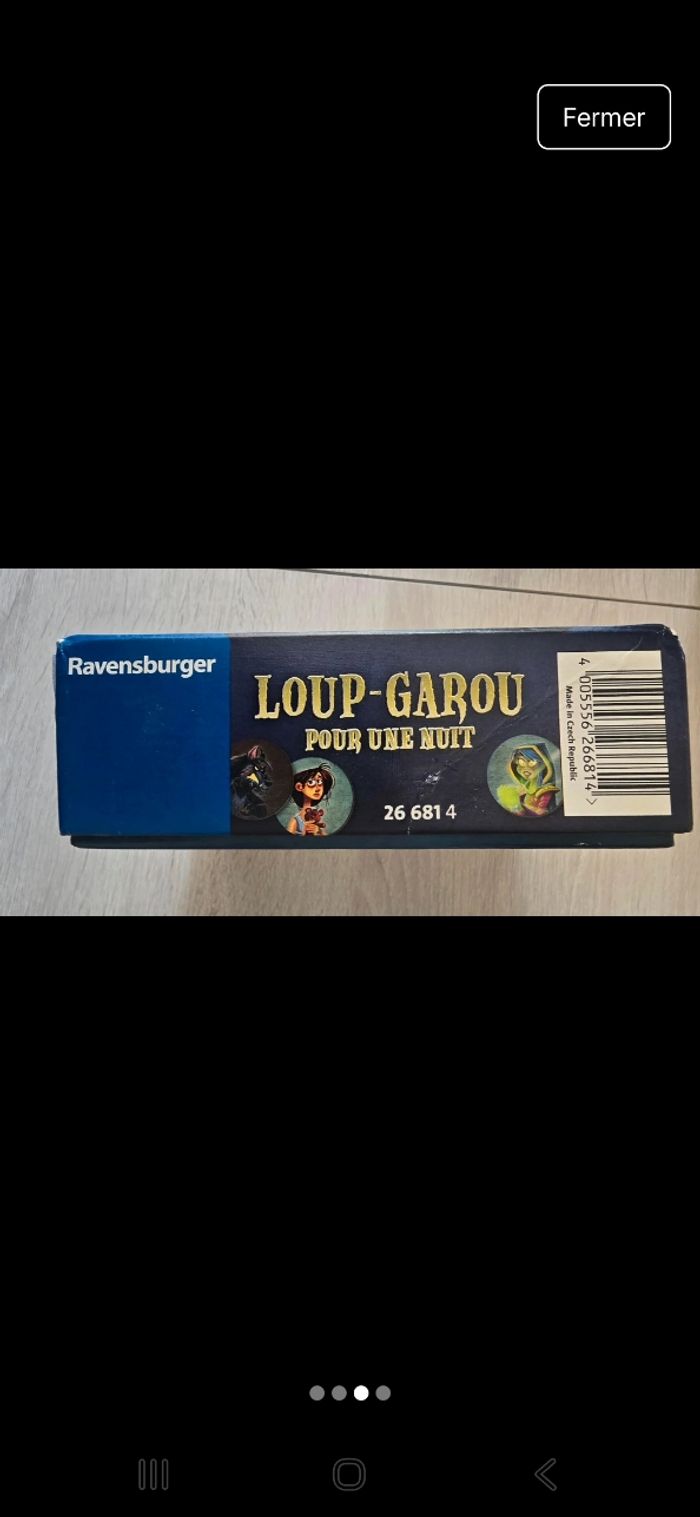 Fermer
Ravensburger
LOUP-GAROU
POUR UNE NUIT
26 681 4
4 005556 266814 >
Made in Czech Republic